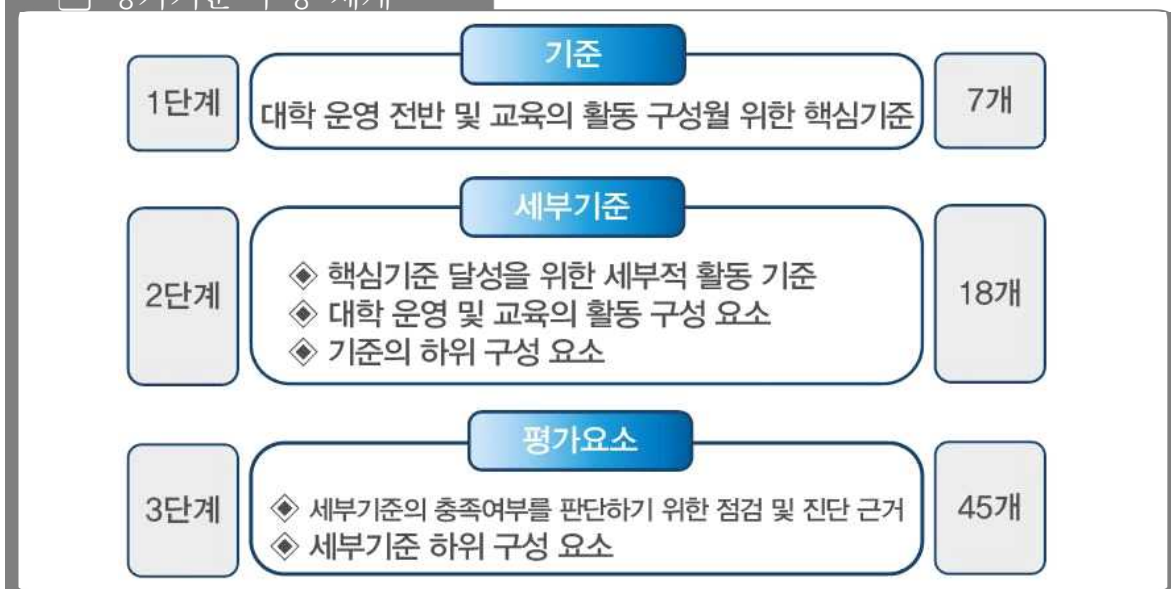 기준
1단계
대학 운영 전반 및 교육의 활동 구성월 위한 핵심기준
7개
세부기준
2단계
◈ 핵심기준 달성을 위한 세부적 활동 기준
◈ 대학 운영 및 교육의 활동 구성 요소
◈ 기준의 하위 구성 요소
18개
평가요소
3단계
◈ 세부기준의 충족여부를 판단하기 위한 점검 및 진단 근거
◈ 세부기준 하위 구성 요소
45개